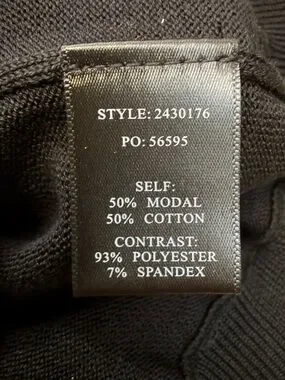 STYLE: 2430176
PO: 56595
SELF:
50% MODAL
50% COTTON
CONTRAST:
93% POLYESTER
7% SPANDEX